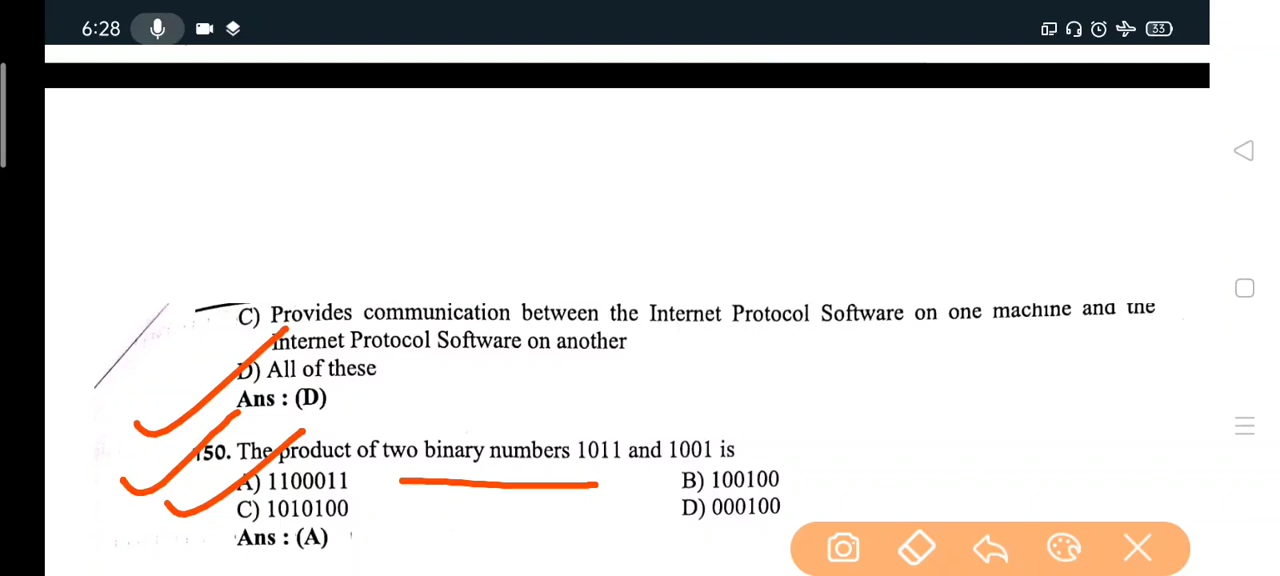 6:28
33
C) Provides communication between the Internet Protocol Software on one machine and the
Internet Protocol Software on another
D) All of these
Ans : (D)
150. The product of two binary numbers 1011 and 1001 is
A) 1100011 B) 100100
C) 1010100 D) 000100
Ans : (A)